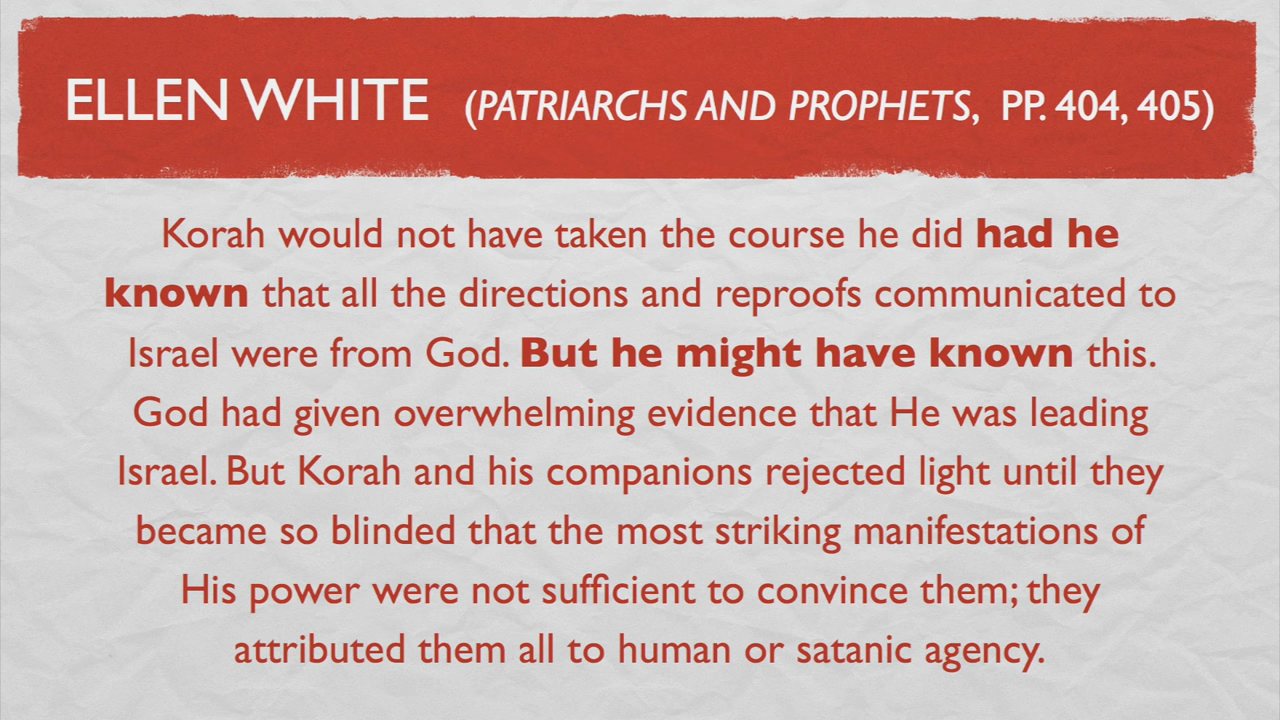 ELLEN WHITE (PATRIARCHS AND PROPHETS, PP. 404, 405)
Korah would not have taken the course he did had he
known that all the directions and reproofs communicated to
Israel were from God. But he might have known this.
God had given overwhelming evidence that He was leading
Israel. But Korah and his companions rejected light until they
became so blinded that the most striking manifestations of
His power were not sufficient to convince them; they
attributed them all to human or satanic agency.